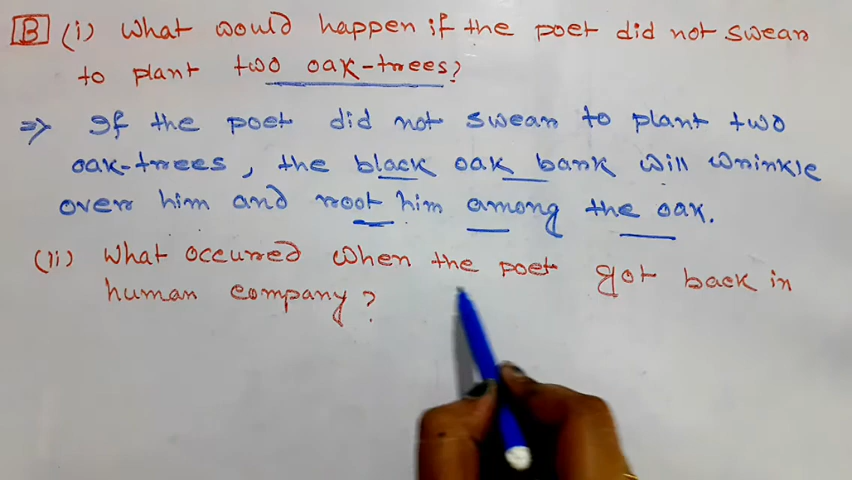 B (i) What would happen if the poet did not swear
to plant two oak-trees?
=> If the poet did not swear to plant two
oak-trees, the black oak bank will wrinkle
over him and root him among the oak.
(ii) What occurred when the poet got back in
human company?